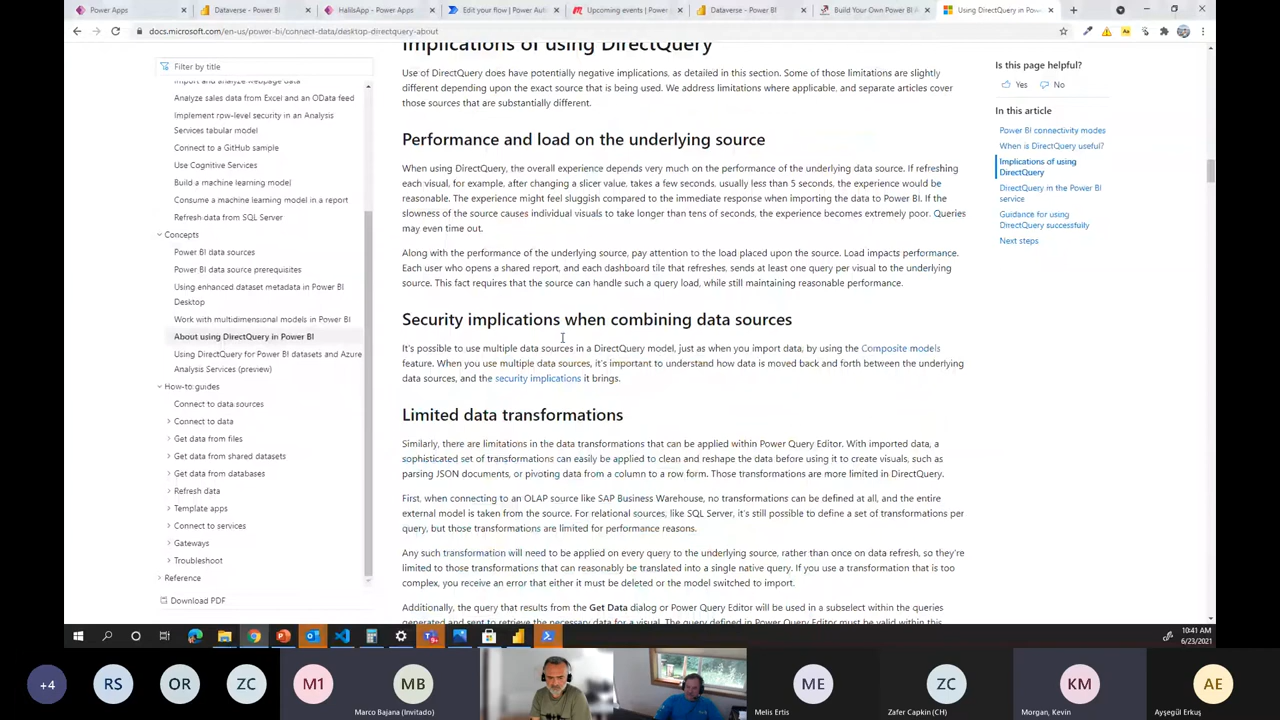 Power Apps
Dataverse - Power BI
HalilsApp - Power Apps
Edit your flow | Power Aut
Upcoming events | Power
Dataverse - Power BI
Build Your Own Power BI A
Using DirectQuery in Powe
docs.microsoft.com/en-us/power-bi/connect-data/desktop-directquery-about
Filter by title
Import and analyze webpage data
Analyze sales data from Excel and an OData feed
Implement row-level security in an Analysis
Services tabular model
Connect to a GitHub sample
Use Cognitive Services
Build a machine learning model
Consume a machine learning model in a report
Refresh data from SQL Server
Concepts
Power BI data sources
Power BI data source prerequisites
Using enhanced dataset metadata in Power BI
Desktop
Work with multidimensional models in Power BI
About using DirectQuery in Power BI
Using DirectQuery for Power BI datasets and Azure
Analysis Services (preview)
How-to guides
Connect to data sources
Connect to data
Get data from files
Get data from shared datasets
Get data from databases
Refresh data
Template apps
Connect to services
Gateways
Troubleshoot
Reference
Download PDF
Implications of using DirectQuery
Use of DirectQuery does have potentially negative implications, as detailed in this section. Some of those limitations are slightly
different depending upon the exact source that is being used. We address limitations where applicable, and separate articles cover
those sources that are substantially different.
Performance and load on the underlying source
When using DirectQuery, the overall experience depends very much on the performance of the underlying data source. If refreshing
each visual, for example, after changing a slicer value, takes a few seconds, usually less than 5 seconds, the experience would be
reasonable. The experience might feel sluggish compared to the immediate response when importing the data to Power BI. If the
slowness of the source causes individual visuals to take longer than tens of seconds, the experience becomes extremely poor. Queries
may even time out.
Along with the performance of the underlying source, pay attention to the load placed upon the source. Load impacts performance.
Each user who opens a shared report, and each dashboard tile that refreshes, sends at least one query per visual to the underlying
source. This fact requires that the source can handle such a query load, while still maintaining reasonable performance.
Security implications when combining data sources
It's possible to use multiple data sources in a DirectQuery model, just as when you import data, by using the Composite models
feature. When you use multiple data sources, it's important to understand how data is moved back and forth between the underlying
data sources, and the security implications it brings.
Limited data transformations
Similarly, there are limitations in the data transformations that can be applied within Power Query Editor. With imported data, a
sophisticated set of transformations can easily be applied to clean and reshape the data before using it to create visuals, such as
parsing JSON documents, or pivoting data from a column to a row form. Those transformations are more limited in DirectQuery.
First, when connecting to an OLAP source like SAP Business Warehouse, no transformations can be defined at all, and the entire
external model is taken from the source. For relational sources, like SQL Server, it's still possible to define a set of transformations per
query, but those transformations are limited for performance reasons.
Any such transformation will need to be applied on every query to the underlying source, rather than once on data refresh, so they're
limited to those transformations that can reasonably be translated into a single native query. If you use a transformation that is too
complex, you receive an error that either it must be deleted or the model switched to import.
Additionally, the query that results from the Get Data dialog or Power Query Editor will be used in a subselect within the queries
generated and sent to retrieve the necessary data for a visual. The query defined in Power Query Editor must be valid within this
Is this page helpful?
Yes
No
In this article
Power BI connectivity modes
When is DirectQuery useful?
Implications of using
DirectQuery
DirectQuery in the Power BI
service
Guidance for using
DirectQuery successfully
Next steps
10:41 AM
6/23/2021
+4
RS
OR
ZC
M1
MB
Marco Bajana (Invitado)
ME
Melis Ertis
ZC
Zafer Capkin (CH)
KM
Morgan, Kevin
AE
Ayşegül Erkuş